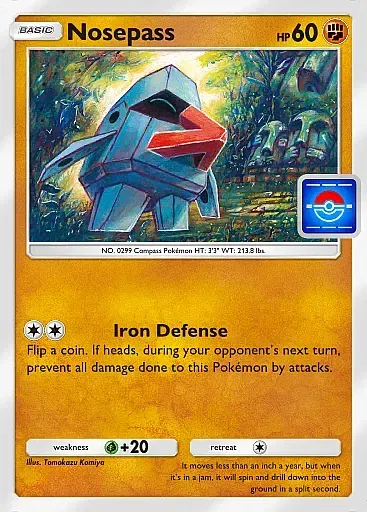 BASIC Nosepass HP 60
NO. 0299 Compass Pokémon HT: 3'3" WT: 213.8 lbs.
Iron Defense
Flip a coin. If heads, during your opponent's next turn,
prevent all damage done to this Pokémon by attacks.
weakness +20 retreat
Illus. Tomokazu Komiya
It moves less than an inch a year, but when
it's in a jam, it will spin and drill down into the
ground in a split second.